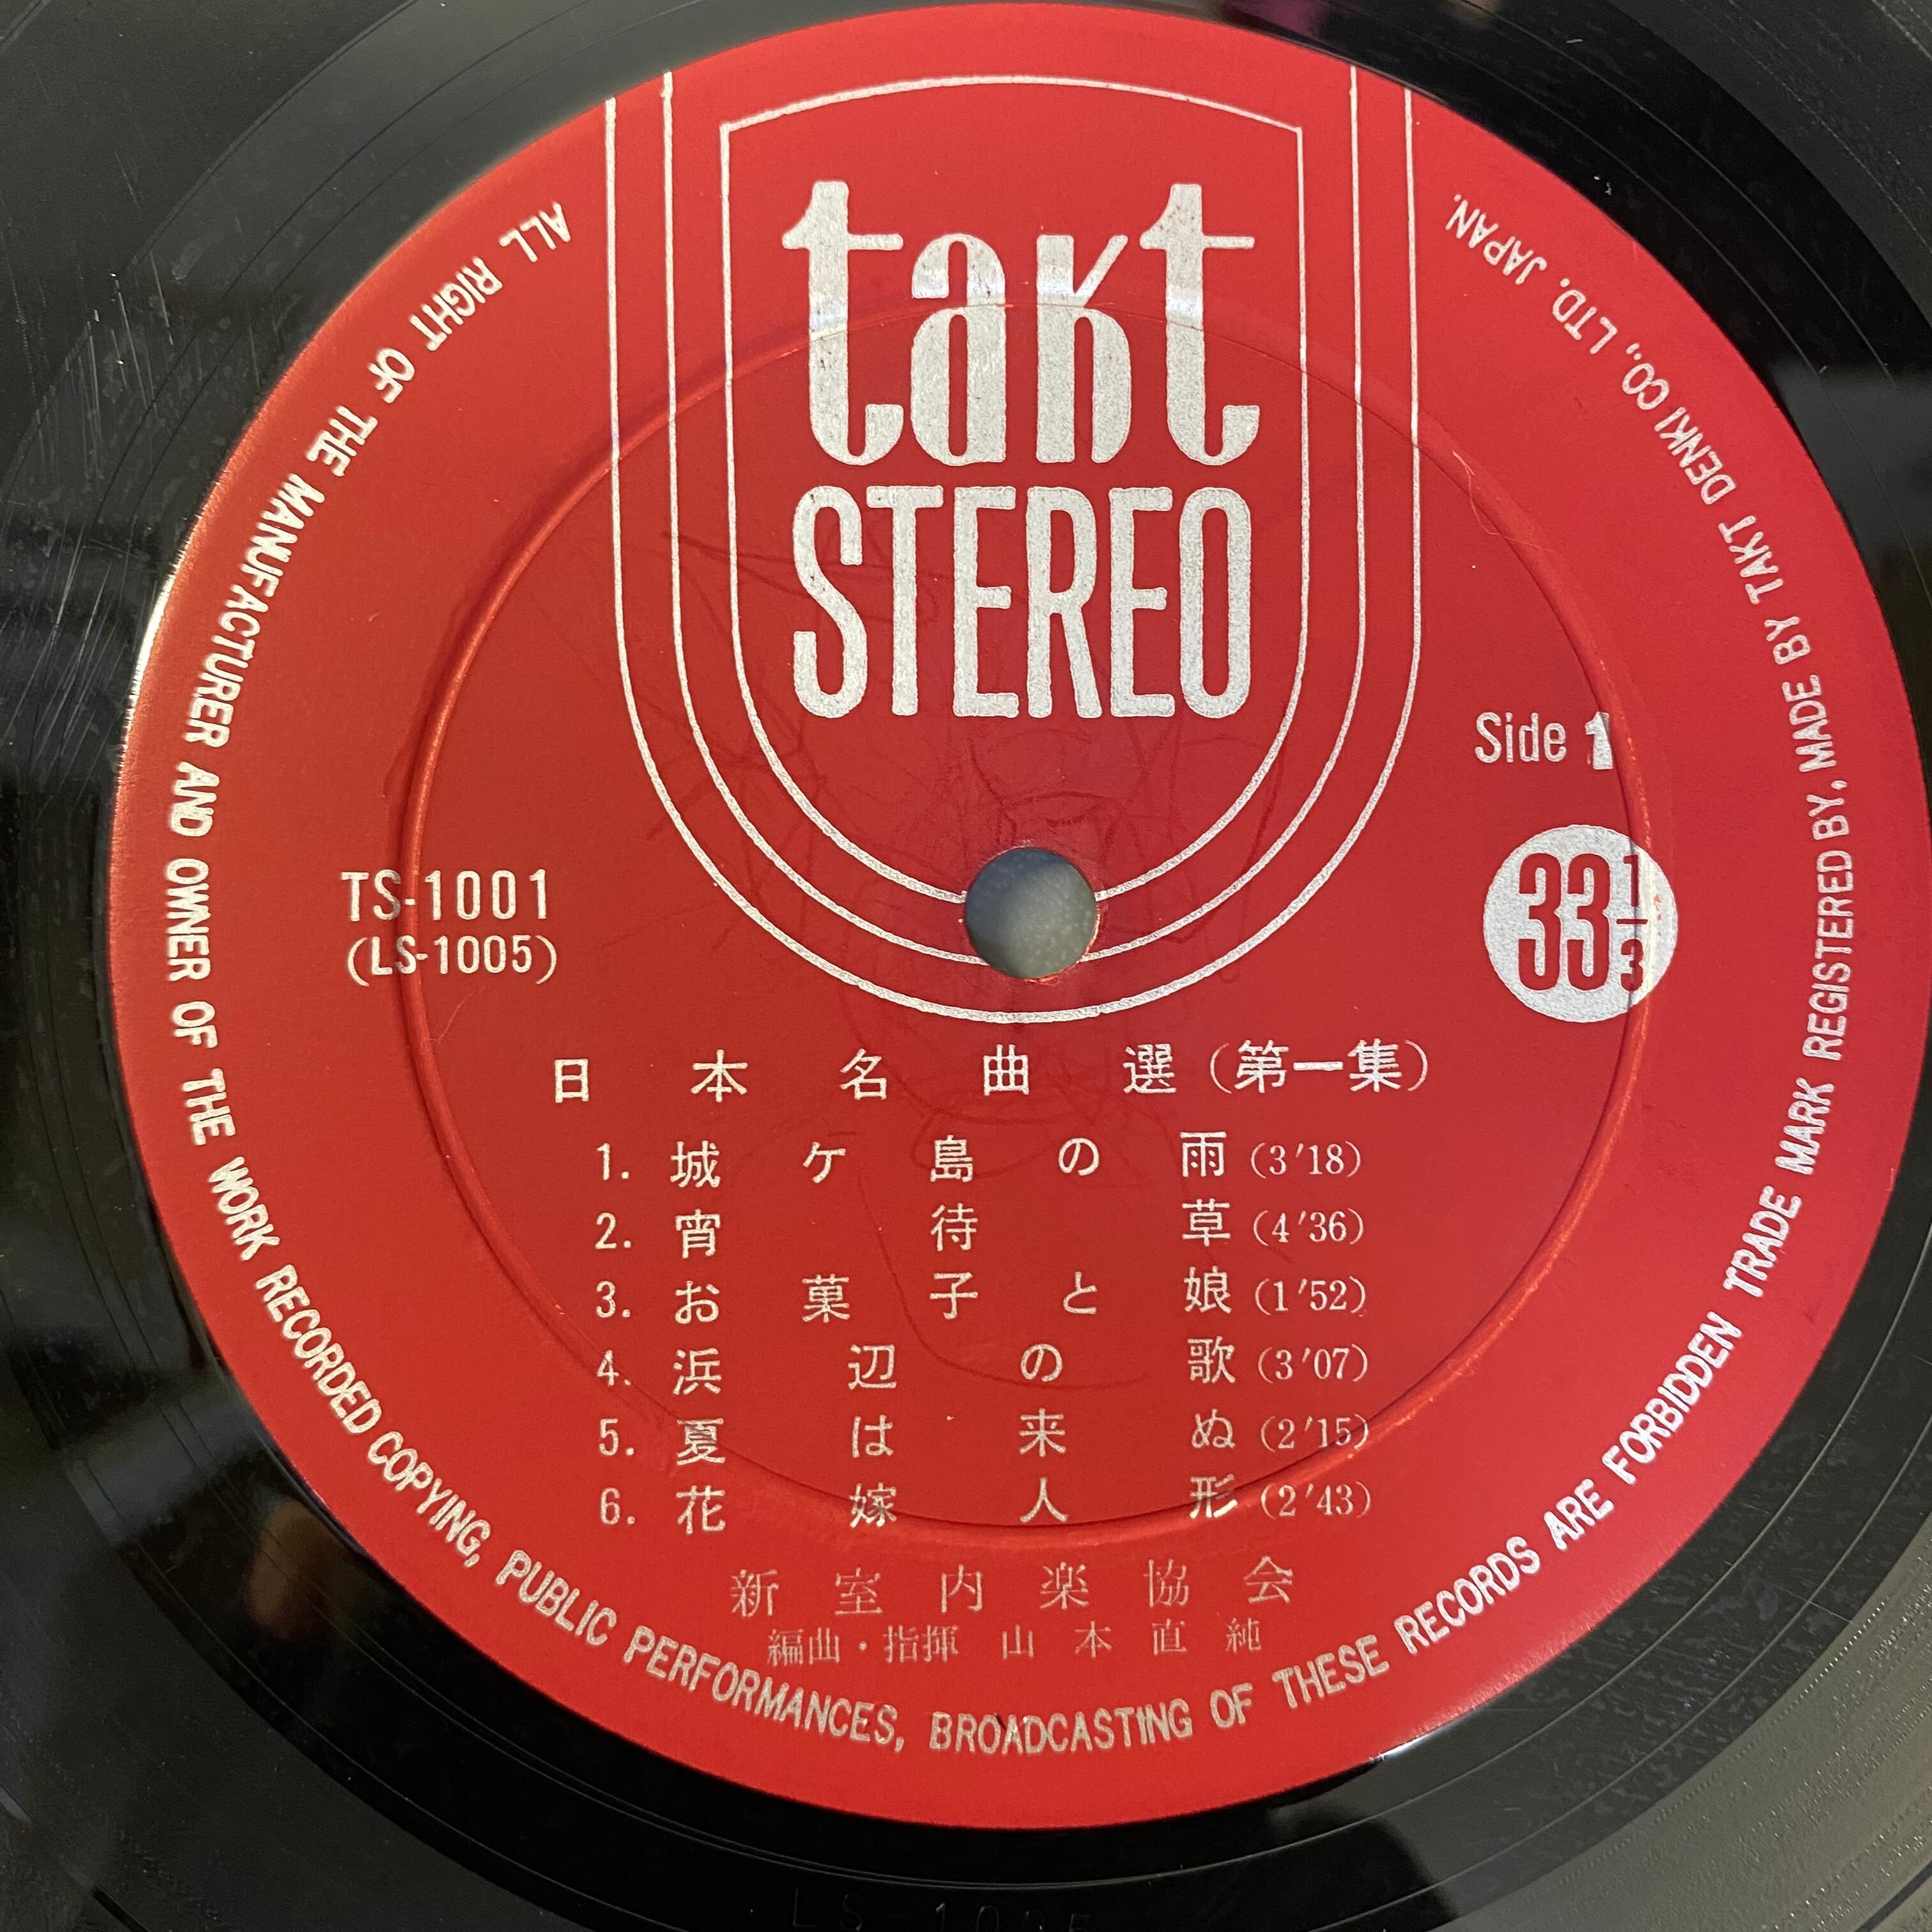 takt
STEREO
Side 1
TS-1001
(LS-1005)
33 1/3
日本名曲選(第一集)
1. 城ケ島の雨(3'18)
2. 宵待草(4'36)
3. お菓子と娘(1'52)
4. 浜辺の歌(3'07)
5. 夏は来ぬ(2'15)
6. 花嫁人形(2'43)
新室内楽協会
編曲・指揮 山本直純
ALL RIGHT OF THE MANUFACTURER AND OWNER OF THE WORK RECORDED COPYING, PUBLIC PERFORMANCES, BROADCASTING OF THESE RECORDS ARE FORBIDDEN TRADE MARK REGISTERED BY, MADE BY TAKT DENKI CO., LTD. JAPAN.